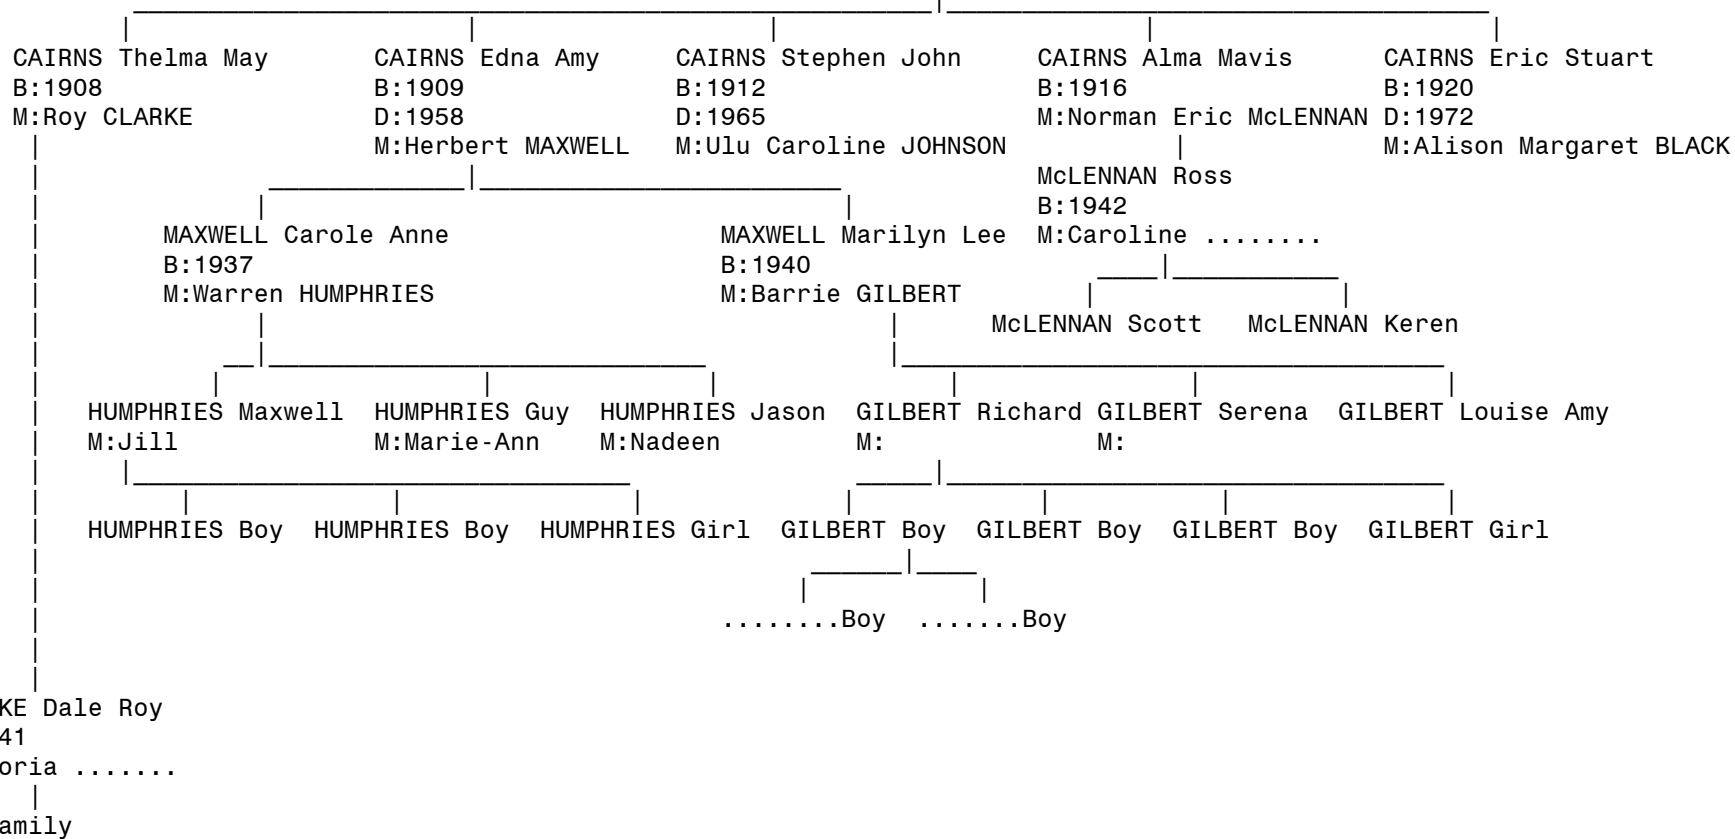 CAIRNS Thelma May CAIRNS Edna Amy CAIRNS Stephen John CAIRNS Alma Mavis CAIRNS Eric Stuart
B:1908 B:1909 B:1912 B:1916 B:1920
M:Roy CLARKE D:1958 D:1965 M:Norman Eric McLENNAN D:1972
M:Herbert MAXWELL M:Ulu Caroline JOHNSON M:Alison Margaret BLACK
McLENNAN Ross
B:1942
MAXWELL Carole Anne MAXWELL Marilyn Lee M:Caroline ........
B:1937 B:1940
M:Warren HUMPHRIES M:Barrie GILBERT
McLENNAN Scott McLENNAN Keren
HUMPHRIES Maxwell HUMPHRIES Guy HUMPHRIES Jason GILBERT Richard GILBERT Serena GILBERT Louise Amy
M:Jill M:Marie-Ann M:Nadeen M: M:
HUMPHRIES Boy HUMPHRIES Boy HUMPHRIES Girl GILBERT Boy GILBERT Boy GILBERT Boy GILBERT Girl
........Boy .......Boy
KE Dale Roy
41
oria .......
amily